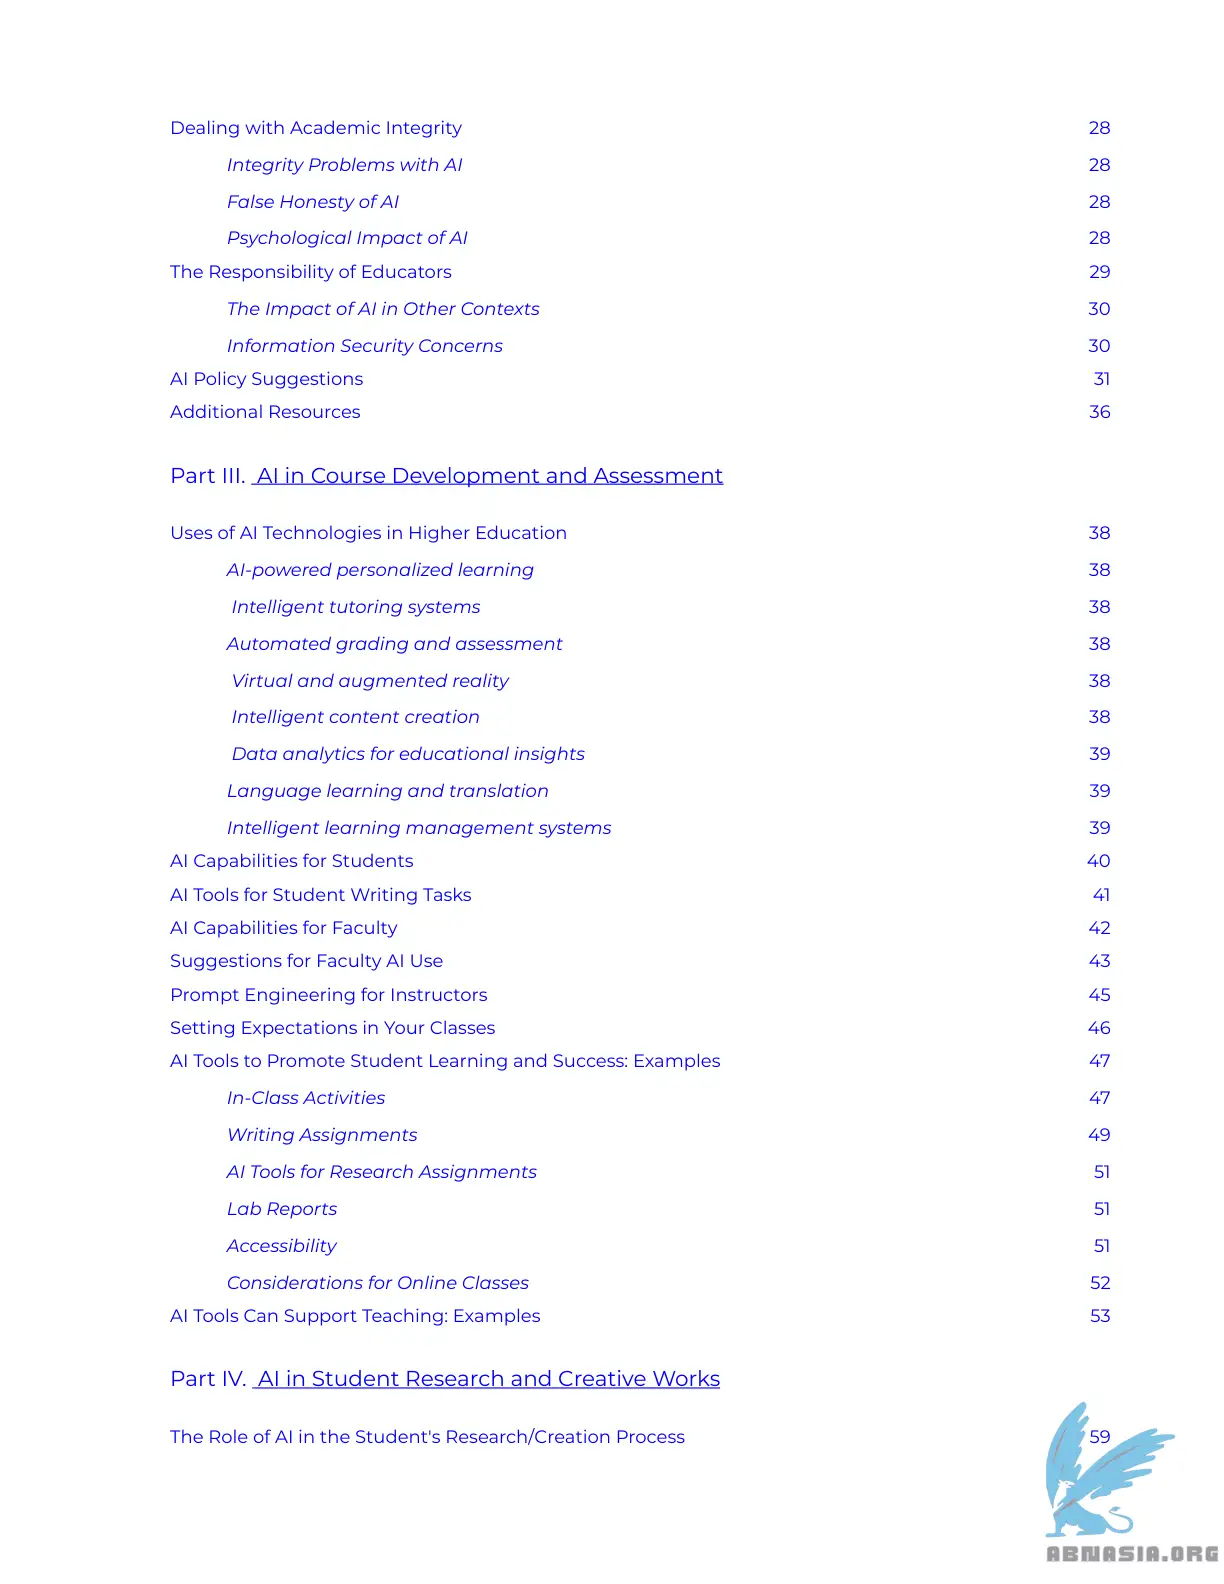 Dealing with Academic Integrity 28
Integrity Problems with AI 28
False Honesty of AI 28
Psychological Impact of AI 28
The Responsibility of Educators 29
The Impact of AI in Other Contexts 30
Information Security Concerns 30
AI Policy Suggestions 31
Additional Resources 36
Part III. AI in Course Development and Assessment
Uses of AI Technologies in Higher Education 38
AI-powered personalized learning 38
Intelligent tutoring systems 38
Automated grading and assessment 38
Virtual and augmented reality 38
Intelligent content creation 38
Data analytics for educational insights 39
Language learning and translation 39
Intelligent learning management systems 39
AI Capabilities for Students 40
AI Tools for Student Writing Tasks 41
AI Capabilities for Faculty 42
Suggestions for Faculty AI Use 43
Prompt Engineering for Instructors 45
Setting Expectations in Your Classes 46
AI Tools to Promote Student Learning and Success: Examples 47
In-Class Activities 47
Writing Assignments 49
AI Tools for Research Assignments 51
Lab Reports 51
Accessibility 51
Considerations for Online Classes 52
AI Tools Can Support Teaching: Examples 53
Part IV. AI in Student Research and Creative Works
The Role of AI in the Student's Research/Creation Process 59
ABNASIA.ORG